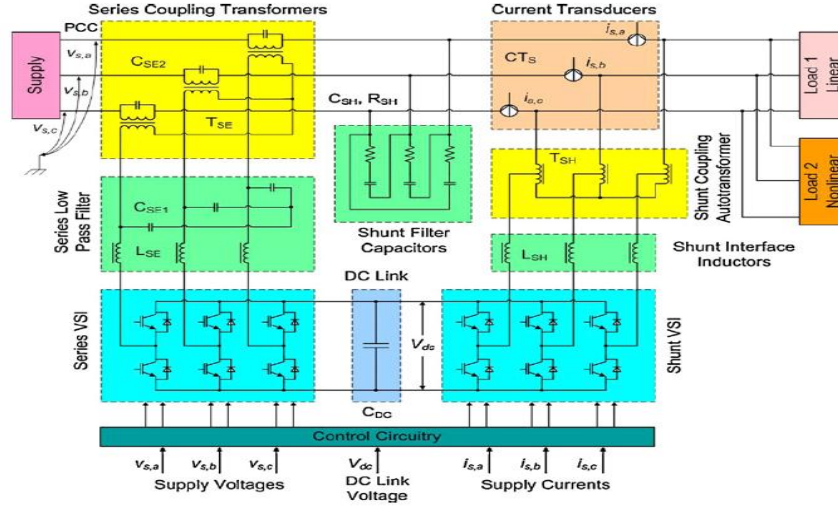 Series Coupling Transformers
Current Transducers
PCC
Supply
v_{s,a}
v_{s,b}
v_{s,c}
C_{SE2}
T_{SE}
C_{SH}, R_{SH}
CT_S
i_{s,a}
i_{s,b}
i_{s,c}
Load 1
Linear
Load 2
Nonlinear
Series Low
Pass Filter
C_{SE1}
L_{SE}
Shunt Filter
Capacitors
T_{SH}
Shunt Coupling
Autotransformer
L_{SH}
Shunt Interface
Inductors
DC Link
Series VSI
V_{dc}
Shunt VSI
C_{DC}
Control Circuitry
v_{s,a}
v_{s,b}
v_{s,c}
V_{dc}
i_{s,a}
i_{s,b}
i_{s,c}
Supply Voltages
DC Link
Voltage
Supply Currents